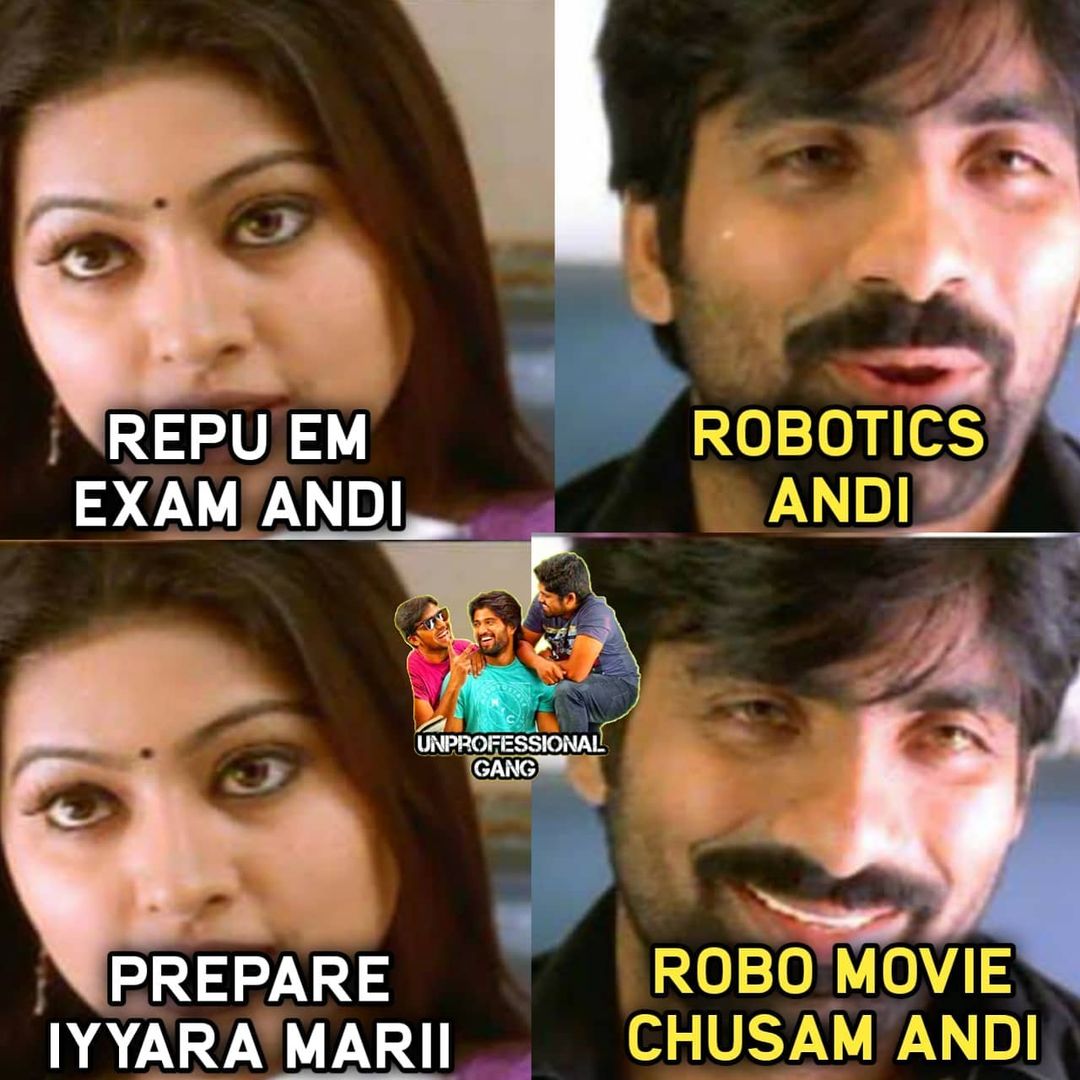 REPU EM
EXAM ANDI
ROBOTICS
ANDI
UNPROFESSIONAL
GANG
PREPARE
IYYARA MARII
ROBO MOVIE
CHUSAM ANDI